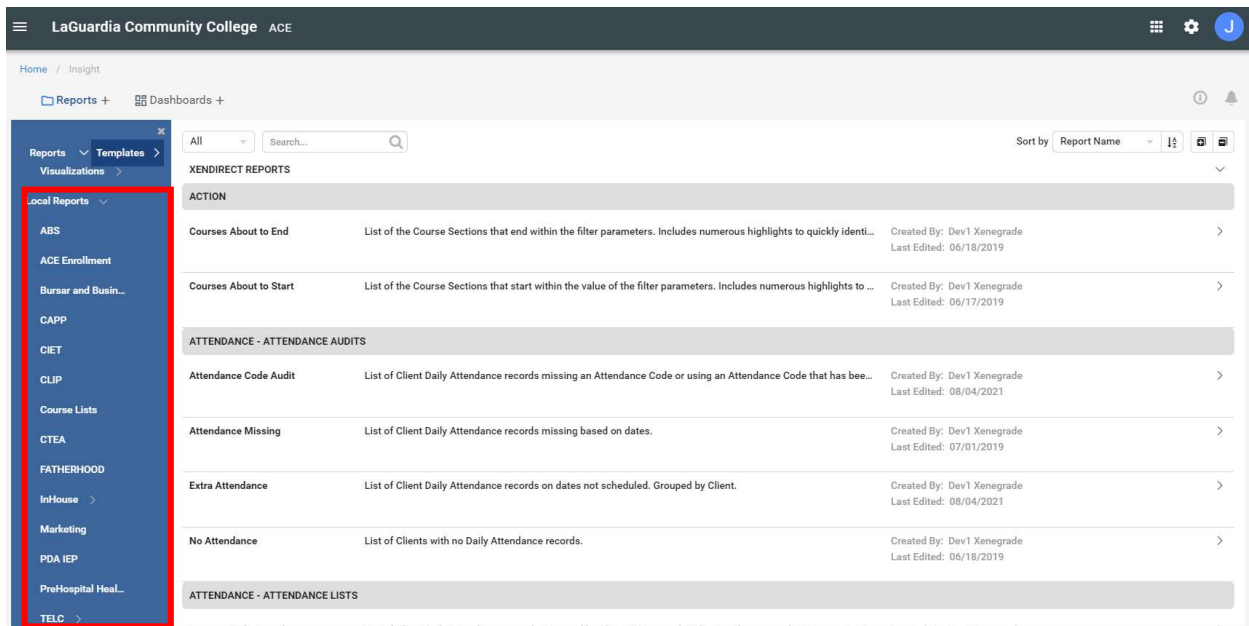 LaGuardia Community College ACE
J
Home / Insight
Reports + Dashboards +
Reports Templates
Visualizations
Local Reports
ABS
ACE Enrollment
Bursar and Busin...
CAPP
CIET
CLIP
Course Lists
CTEA
FATHERHOOD
InHouse
Marketing
PDA IEP
PreHospital Heal...
TELC
All Search... Sort by Report Name
XENDIRECT REPORTS
ACTION
Courses About to End List of the Course Sections that end within the filter parameters. Includes numerous highlights to quickly identi... Created By: Dev1 Xenegrade
Last Edited: 06/18/2019
Courses About to Start List of the Course Sections that start within the value of the filter parameters. Includes numerous highlights to ... Created By: Dev1 Xenegrade
Last Edited: 06/17/2019
ATTENDANCE - ATTENDANCE AUDITS
Attendance Code Audit List of Client Daily Attendance records missing an Attendance Code or using an Attendance Code that has bee... Created By: Dev1 Xenegrade
Last Edited: 08/04/2021
Attendance Missing List of Client Daily Attendance records missing based on dates. Created By: Dev1 Xenegrade
Last Edited: 07/01/2019
Extra Attendance List of Client Daily Attendance records on dates not scheduled. Grouped by Client. Created By: Dev1 Xenegrade
Last Edited: 08/04/2021
No Attendance List of Clients with no Daily Attendance records. Created By: Dev1 Xenegrade
Last Edited: 06/18/2019
ATTENDANCE - ATTENDANCE LISTS